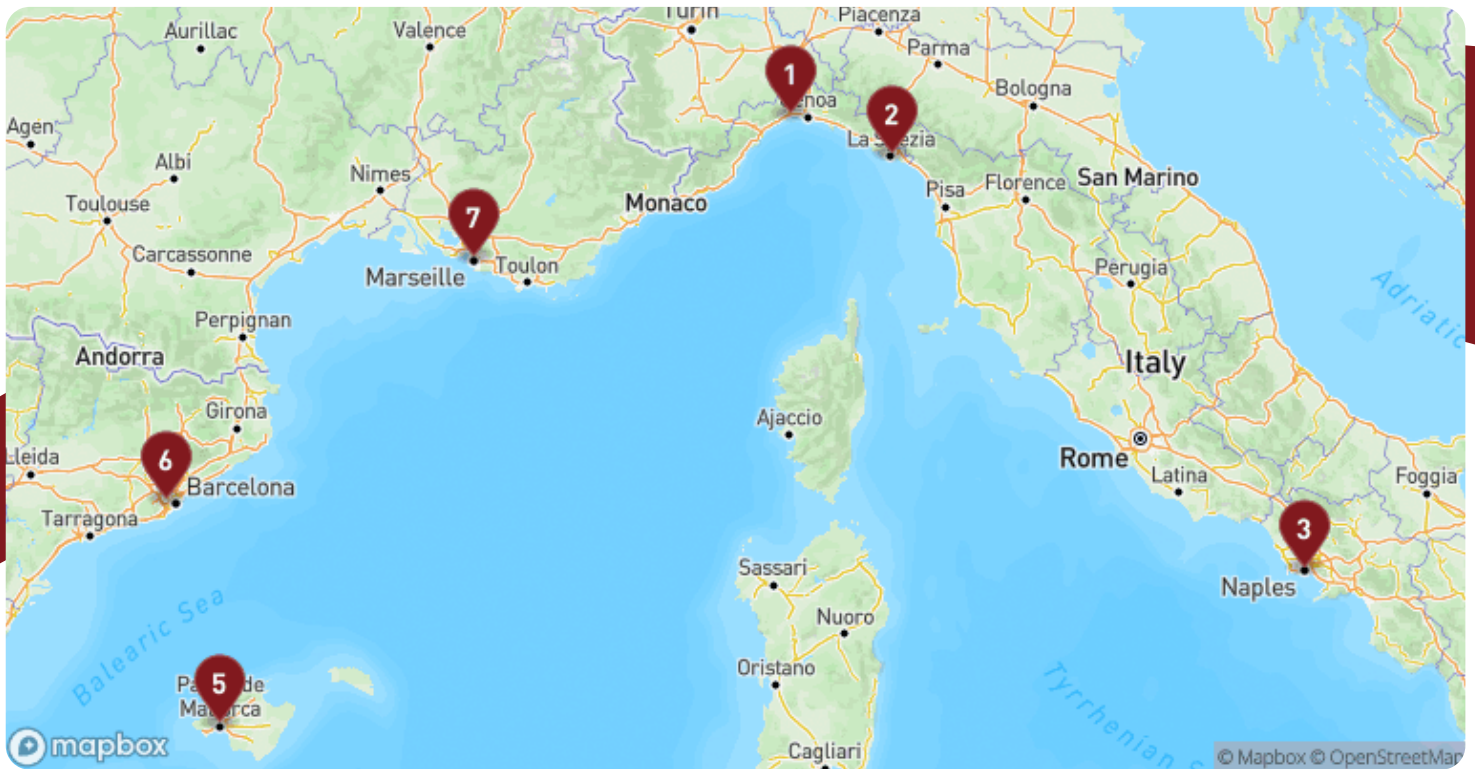 Aurillac
Valence
Turin
Piacenza
Parma
1
enoa
Bologna
2
La Spezia
Agen
Albi
Nimes
Toulouse
Monaco
Pisa
Florence
San Marino
7
Carcassonne
Marseille
Toulon
Perugia
Adriatic
Perpignan
Andorra
Italy
Girona
Ajaccio
Lleida
6
Barcelona
Rome
Latina
Foggia
Tarragona
3
Sassari
Naples
Balearic Sea
Nuoro
Oristano
5
Palma de
Mallorca
Tyrrhenian S
Cagliari
mapbox
© Mapbox © OpenStreetMap